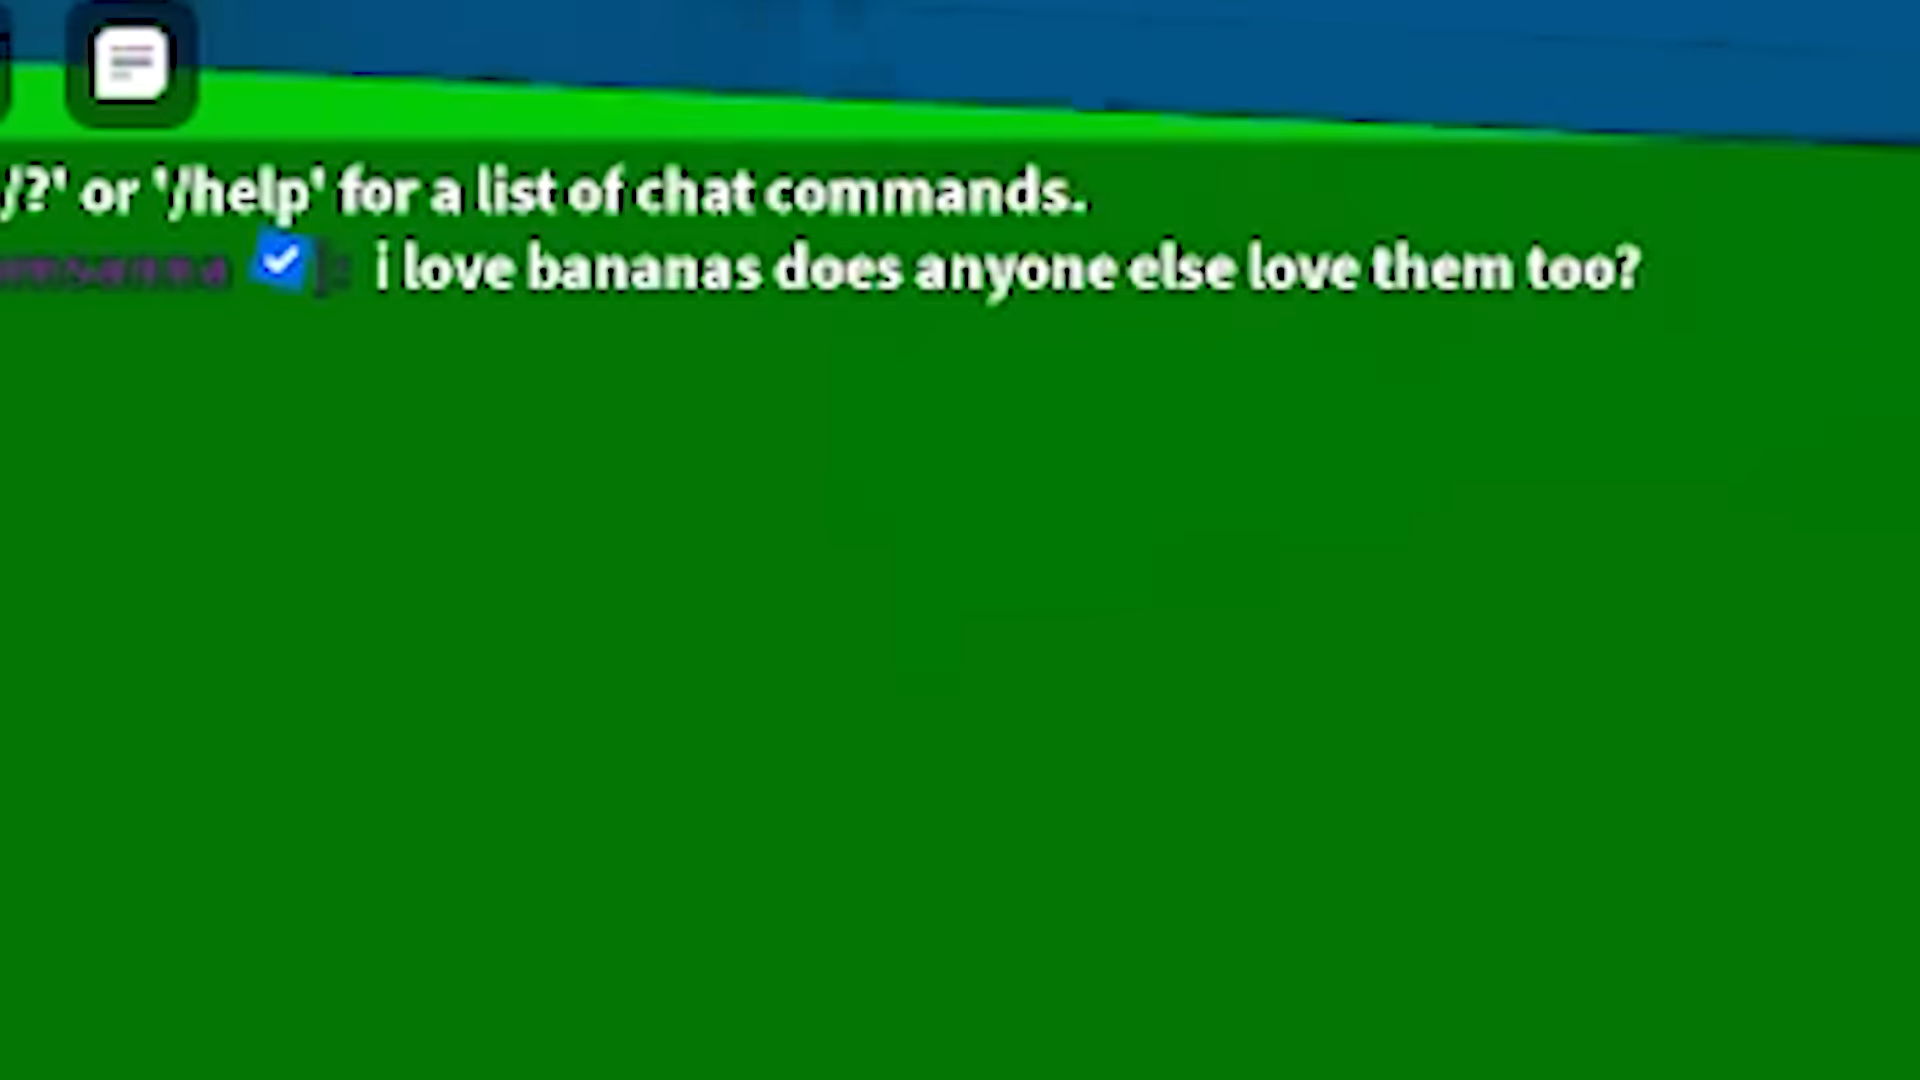 /?' or '/help' for a list of chat commands.
i love bananas does anyone else love them too?